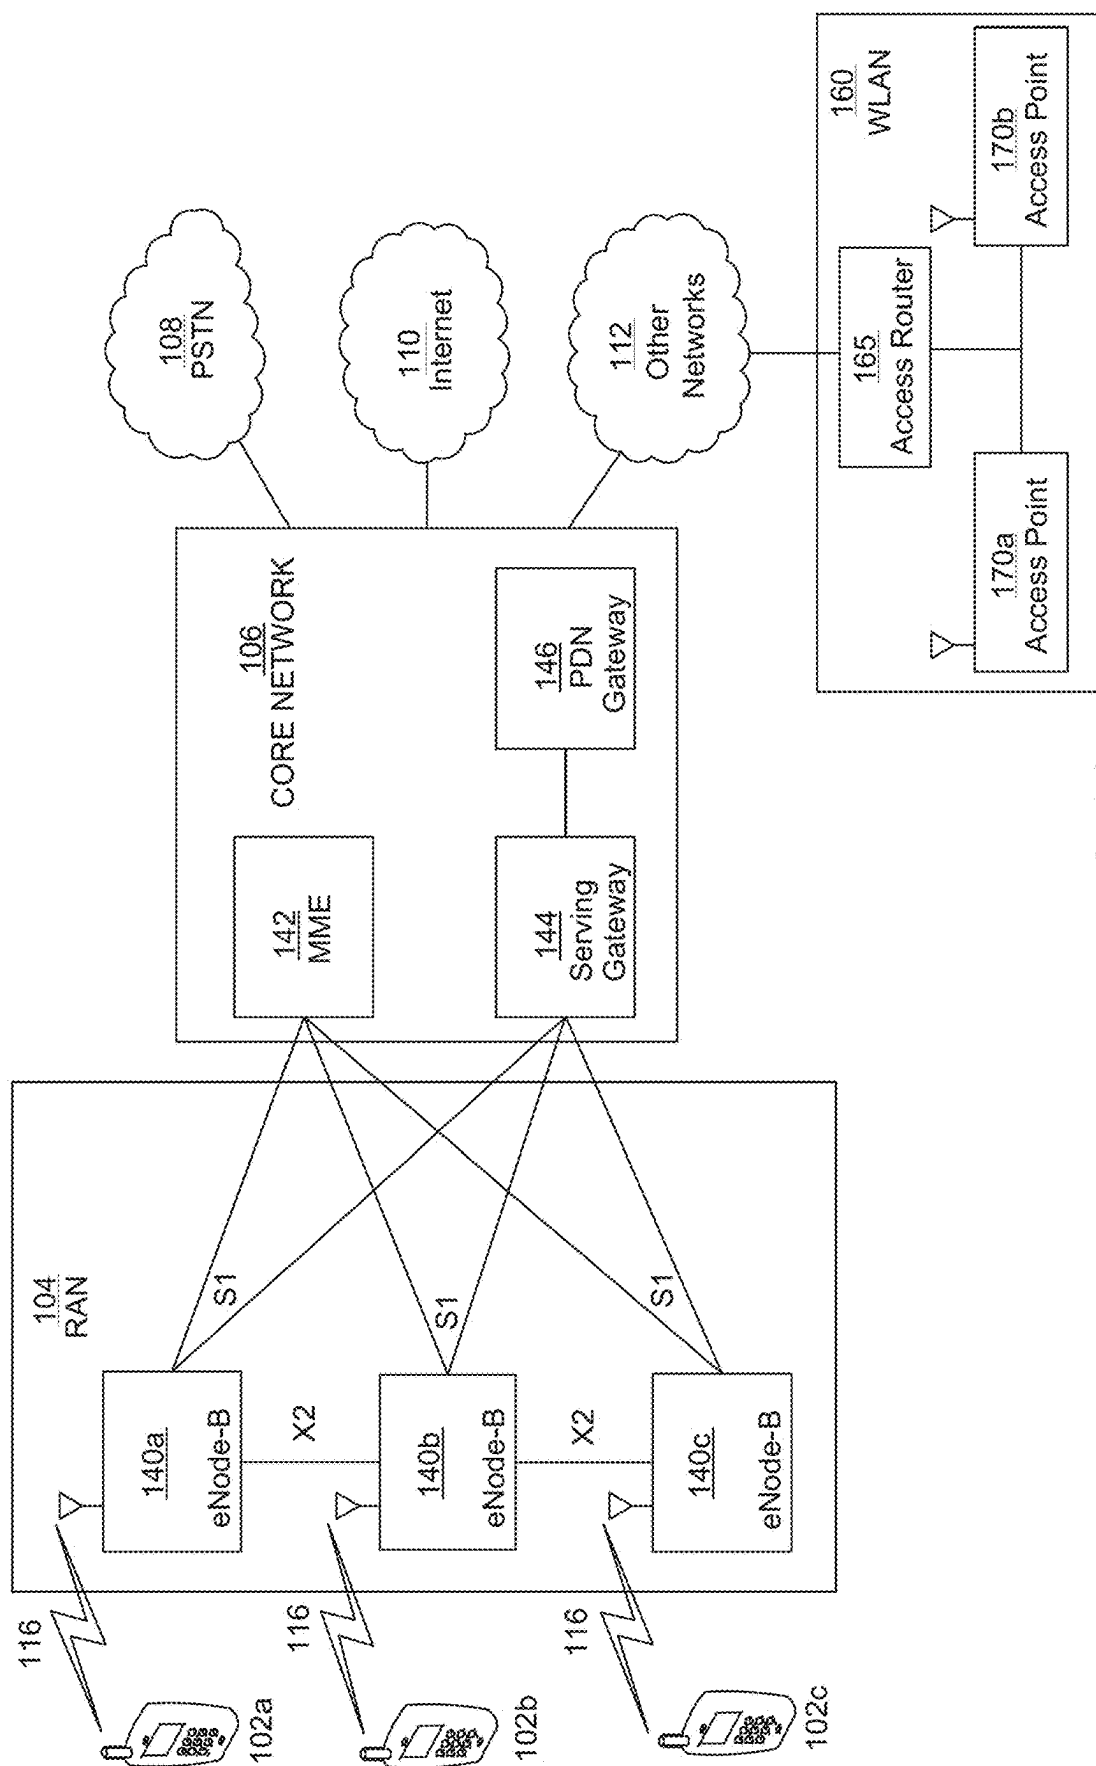 116
102a
116
102b
116
102c
104
RAN
140a
eNode-B
X2
140b
eNode-B
X2
140c
eNode-B
S1
S1
S1
106
CORE NETWORK
142
MME
144
Serving
Gateway
146
PDN
Gateway
108
PSTN
110
Internet
112
Other
Networks
160
WLAN
165
Access Router
170a
Access Point
170b
Access Point